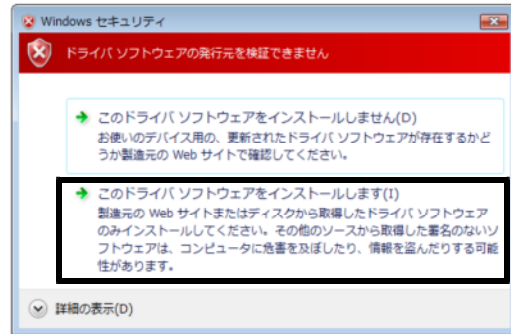 Windows セキュリティ
ドライバ ソフトウェアの発行元を検証できません
このドライバ ソフトウェアをインストールしません(D)
お使いのデバイス用の、更新されたドライバ ソフトウェアが存在するかど
うか製造元の Web サイトで確認してください。
このドライバ ソフトウェアをインストールします(I)
製造元の Web サイトまたはディスクから取得したドライバ ソフトウェア
のみインストールしてください。その他のソースから取得した署名のないソ
フトウェアは、コンピュータに危害を及ぼしたり、情報を盗んだりする可能
性があります。
詳細の表示(D)